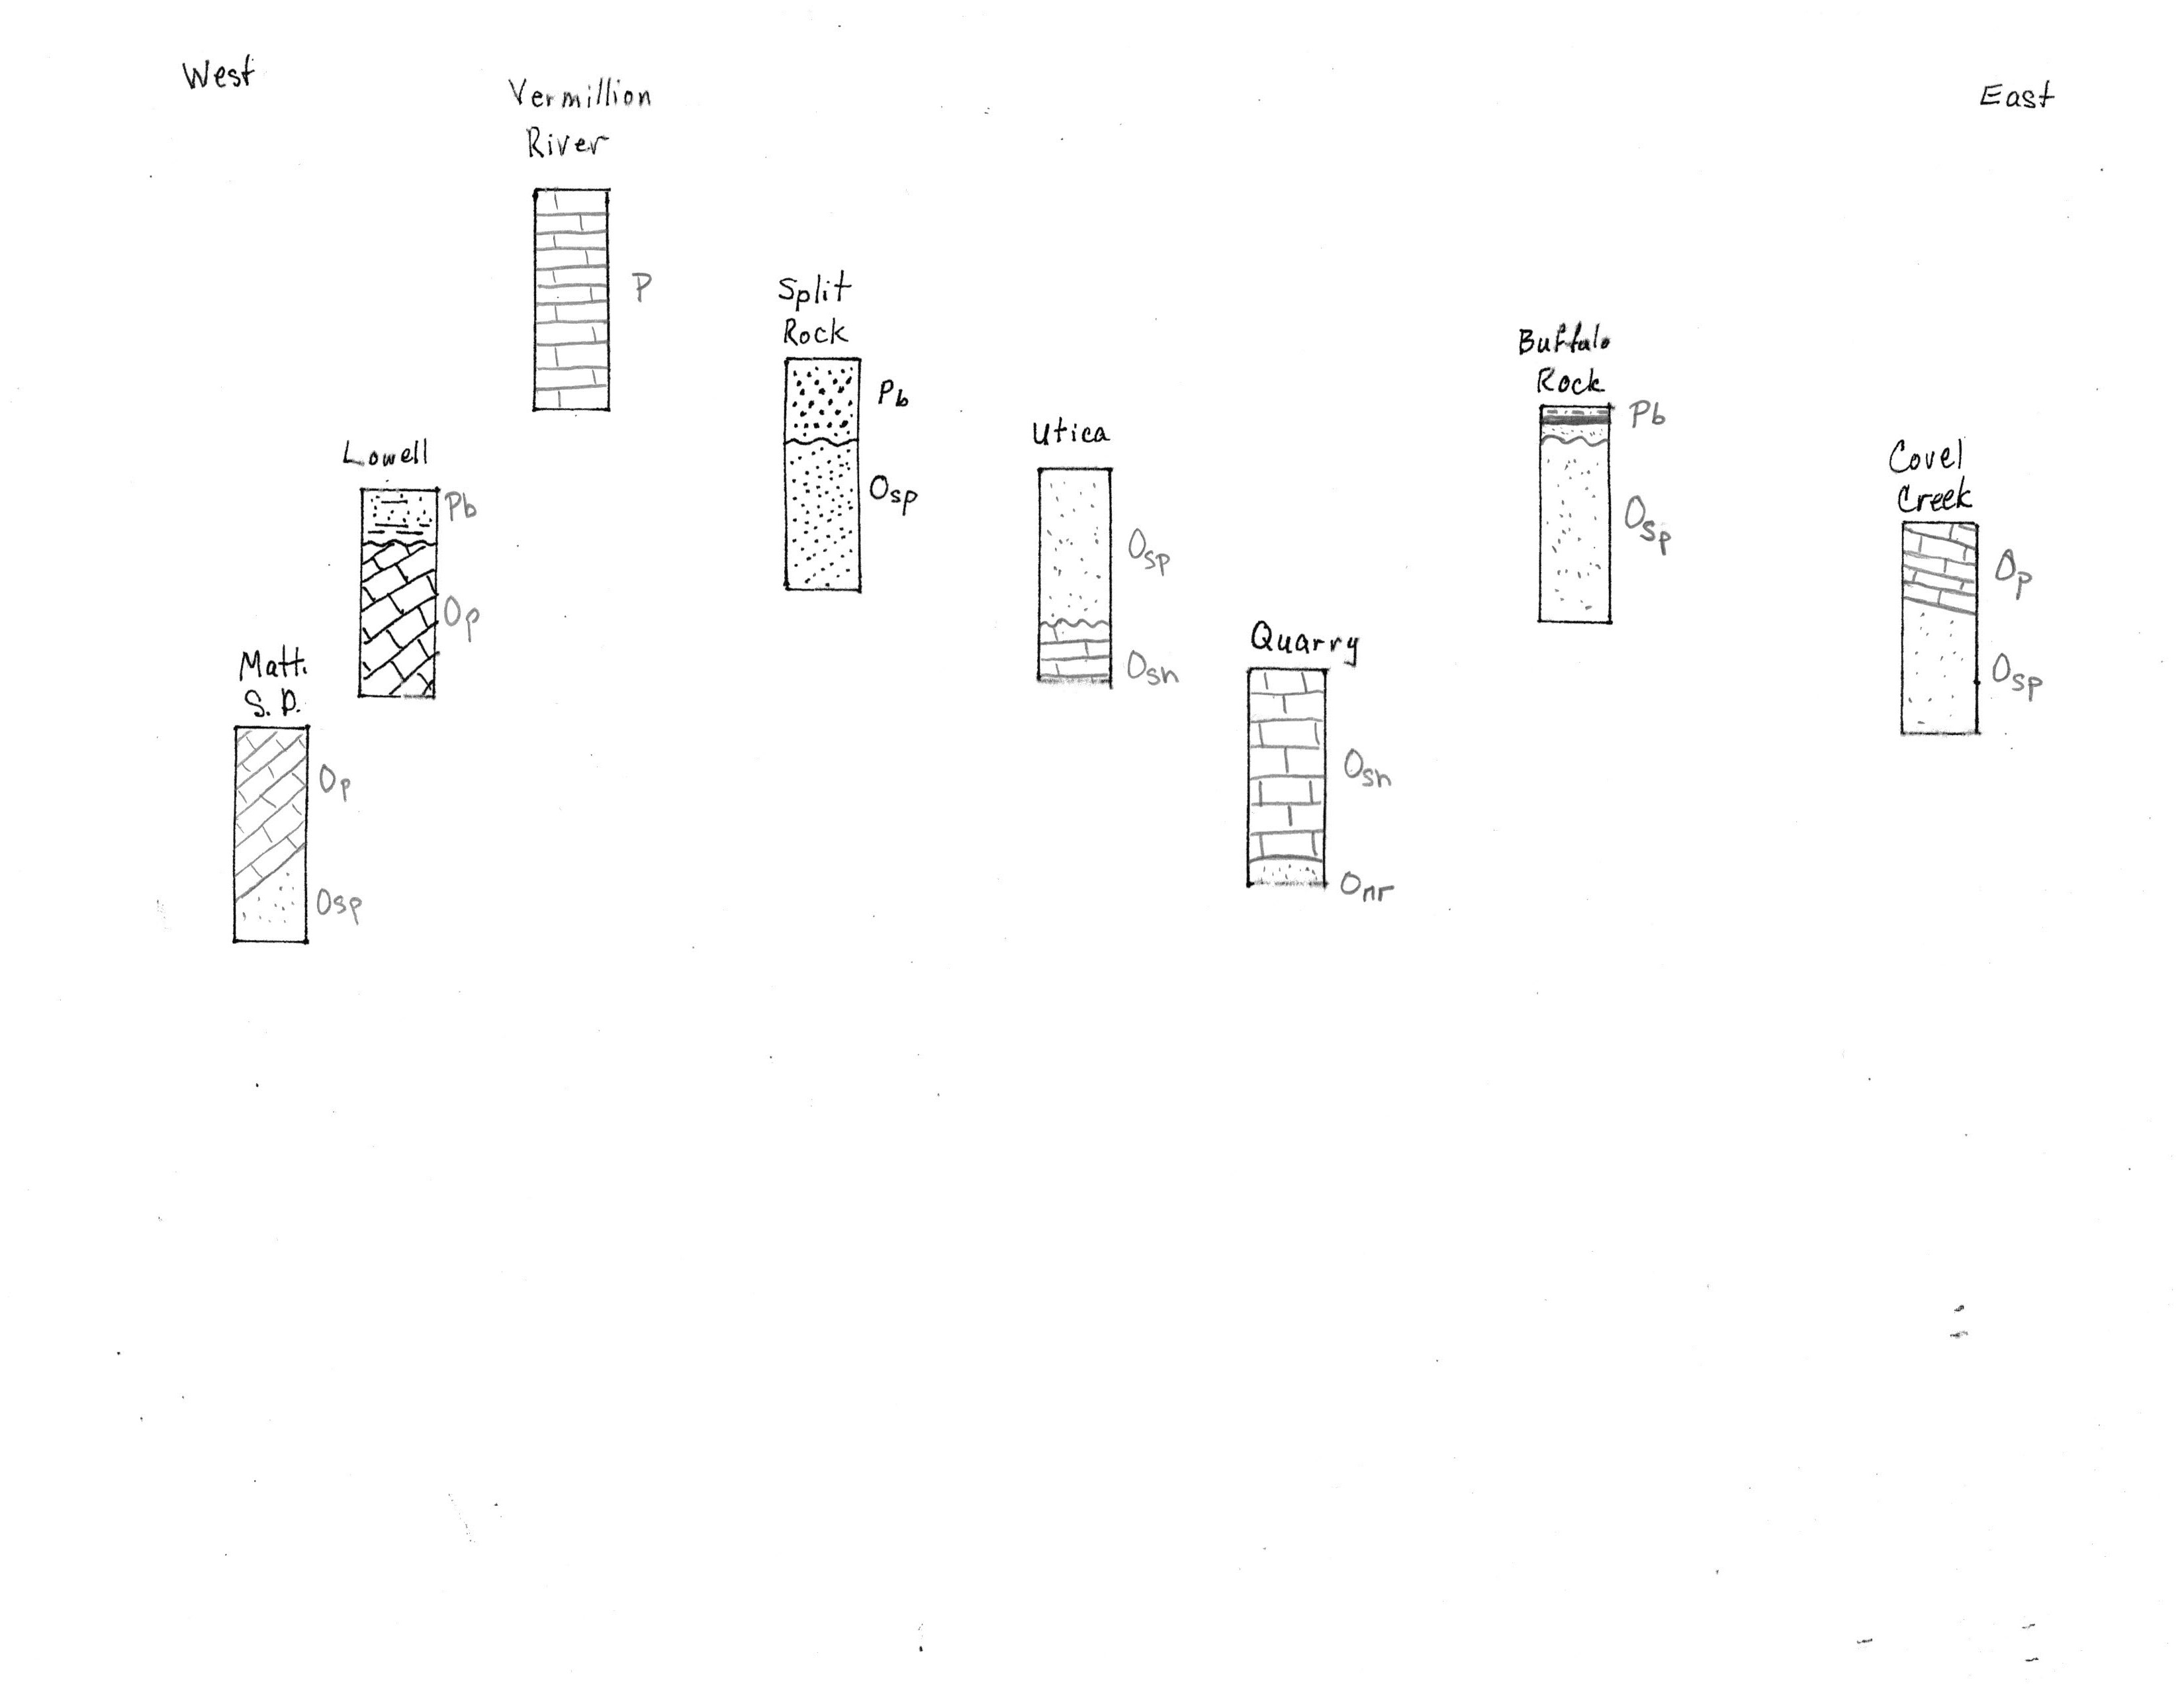 West
East
Vermillion
River
P
Split
Rock
Pb
Osp
Buffalo
Rock
Pb
Osp
Utica
Osp
Osn
Lowell
Pb
Op
Covel
Creek
Op
Osp
Quarry
Osn
Onr
Matt.
S.P.
Op
Osp